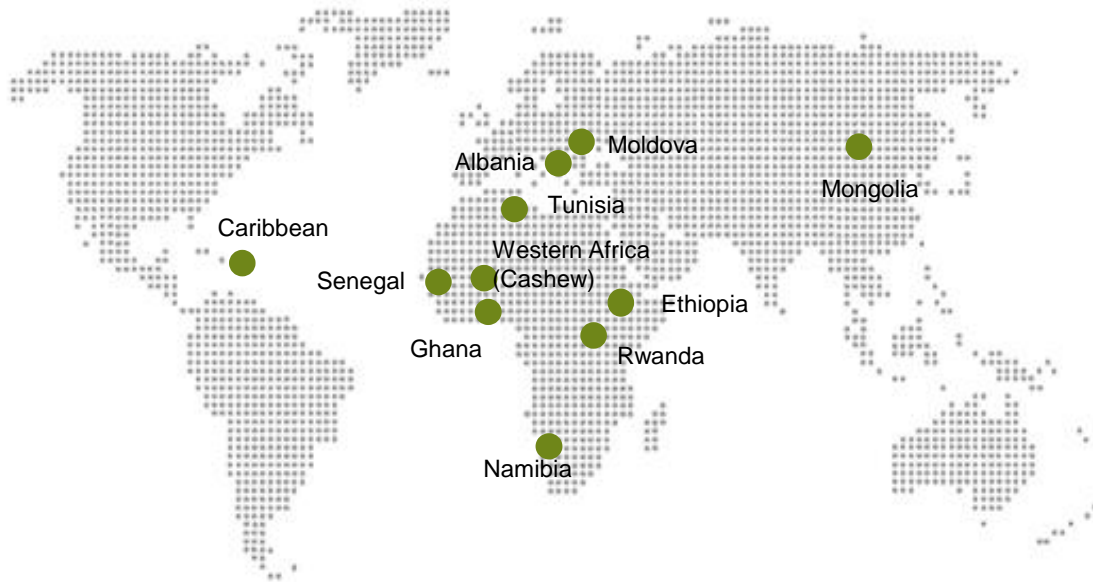 Moldova
Albania
Mongolia
Tunisia
Caribbean
Western Africa
(Cashew)
Senegal
Ethiopia
Ghana
Rwanda
Namibia